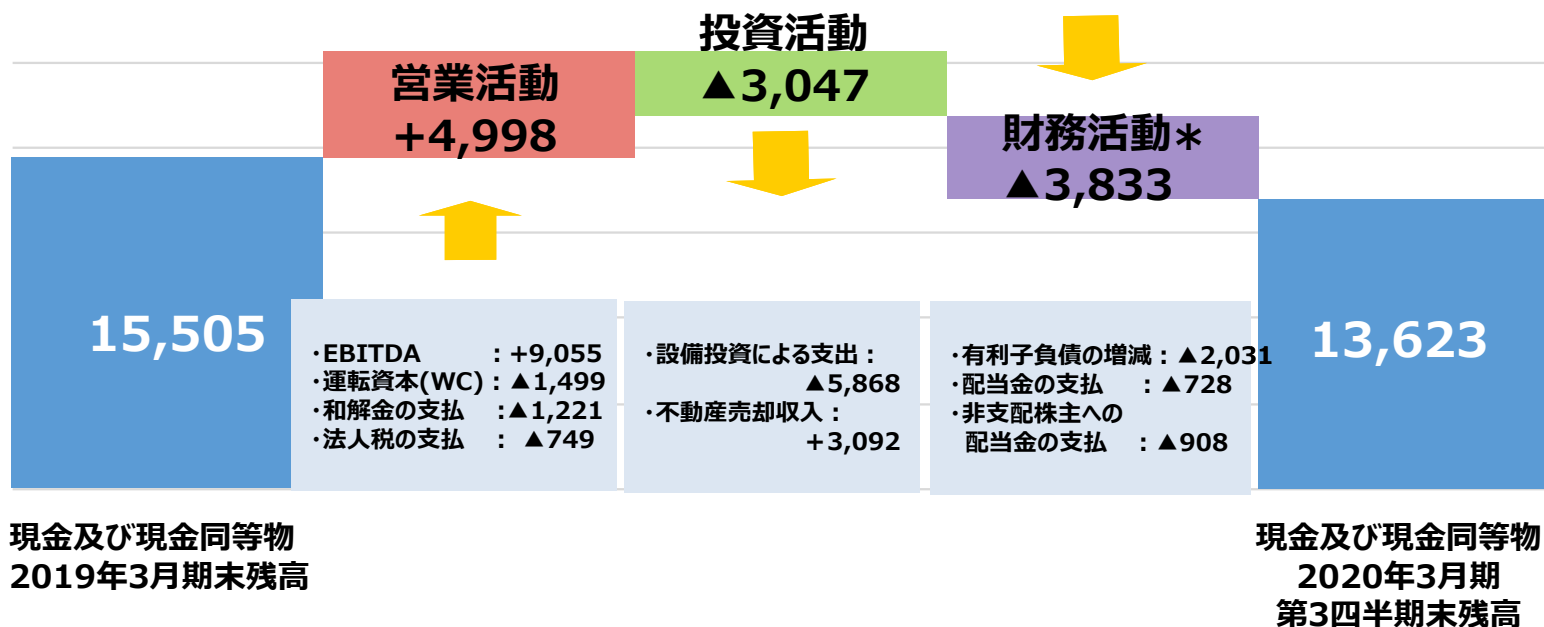 投資活動
▲3,047
営業活動
+4,998
財務活動*
▲3,833
15,505
・EBITDA : +9,055
・運転資本(WC) : ▲1,499
・和解金の支払 :▲1,221
・法人税の支払 : ▲749
・設備投資による支出 :
▲5,868
・不動産売却収入 :
+3,092
・有利子負債の増減 : ▲2,031
・配当金の支払 : ▲728
・非支配株主への
配当金の支払 : ▲908
13,623
現金及び現金同等物
2019年3月期末残高
現金及び現金同等物
2020年3月期
第3四半期末残高